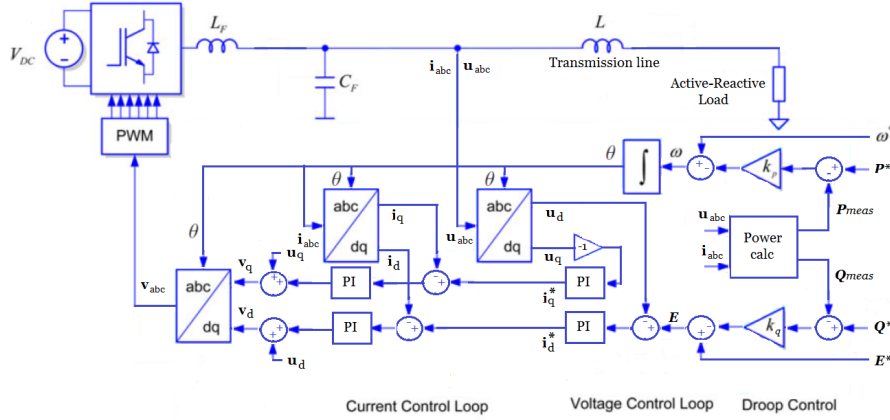 L_F
L
V_DC
C_F
i_abc u_abc
Transmission line
Active-Reactive
Load
PWM
ω*
θ
∫
ω
+ -
k_p
- +
P*
θ
θ
θ
P_meas
abc
dq
i_q
abc
dq
u_d
u_abc
i_abc
Power
calc
θ
i_abc
u_abc
u_q
-1
u_q
i_d
Q_meas
v_abc
v_q
+ +
PI
- +
i_q*
PI
abc
dq
v_d
+ +
PI
- +
i_d*
PI
- +
E
+ -
k_q
- +
Q*
u_d
E*
Current Control Loop
Voltage Control Loop
Droop Control